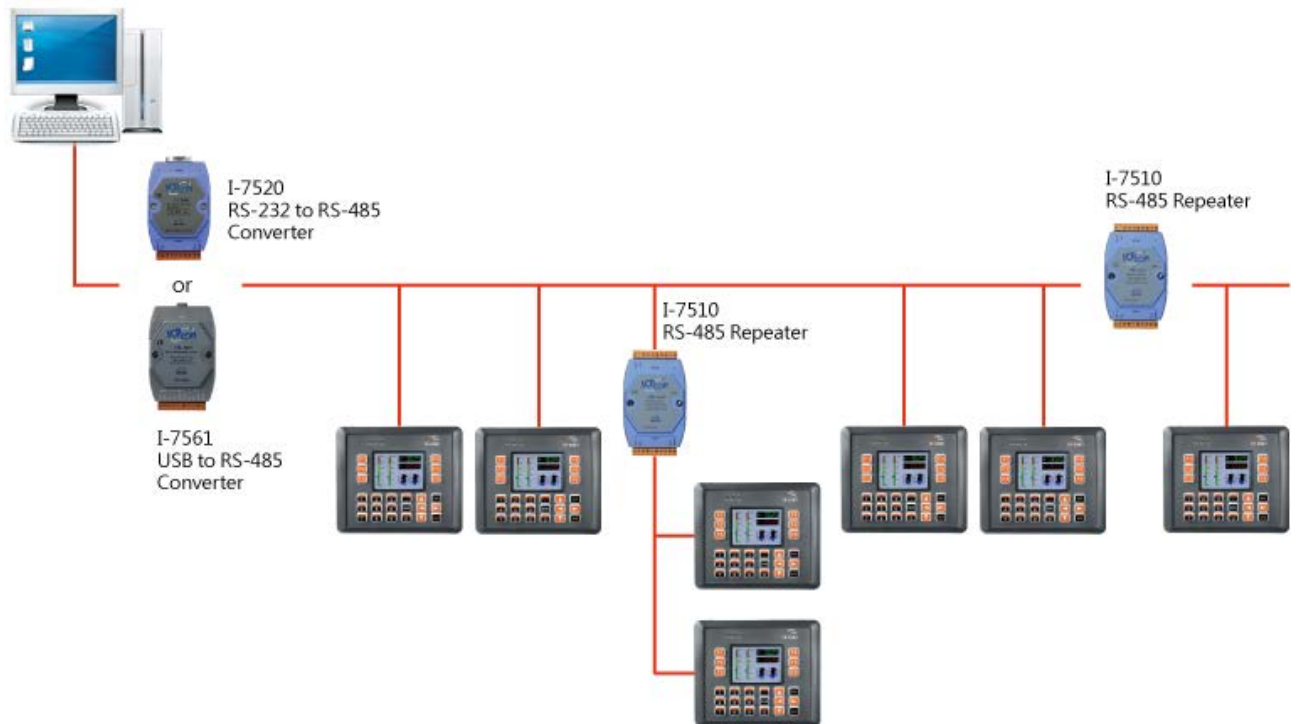 I-7520
RS-232 to RS-485
Converter
or
I-7561
USB to RS-485
Converter
I-7510
RS-485 Repeater
I-7510
RS-485 Repeater